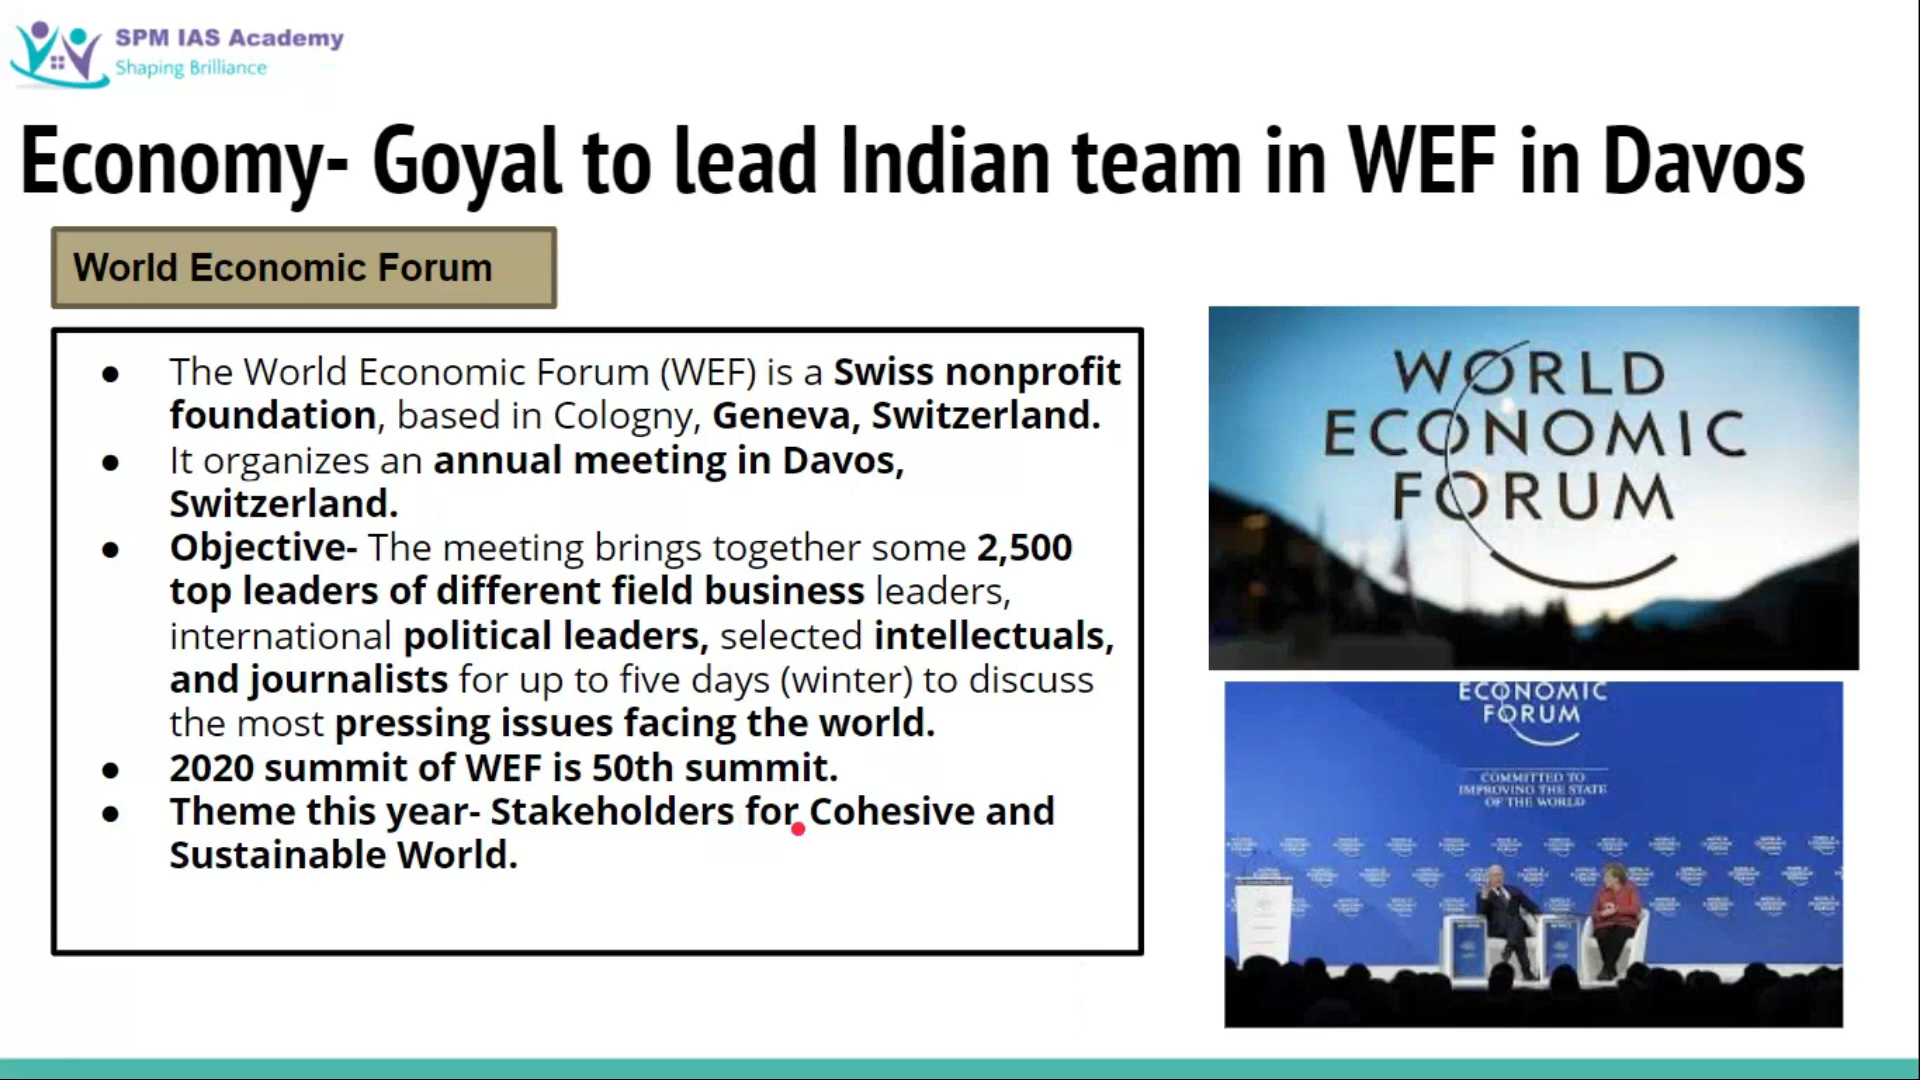 SPM IAS Academy
Shaping Brilliance
Economy- Goyal to lead Indian team in WEF in Davos
World Economic Forum
● The World Economic Forum (WEF) is a Swiss nonprofit
foundation, based in Cologny, Geneva, Switzerland.
● It organizes an annual meeting in Davos,
Switzerland.
● Objective- The meeting brings together some 2,500
top leaders of different field business leaders,
international political leaders, selected intellectuals,
and journalists for up to five days (winter) to discuss
the most pressing issues facing the world.
● 2020 summit of WEF is 50th summit.
● Theme this year- Stakeholders for Cohesive and
Sustainable World.
WORLD
ECONOMIC
FORUM
ECONOMIC
FORUM
COMMITTED TO
IMPROVING THE STATE
OF THE WORLD